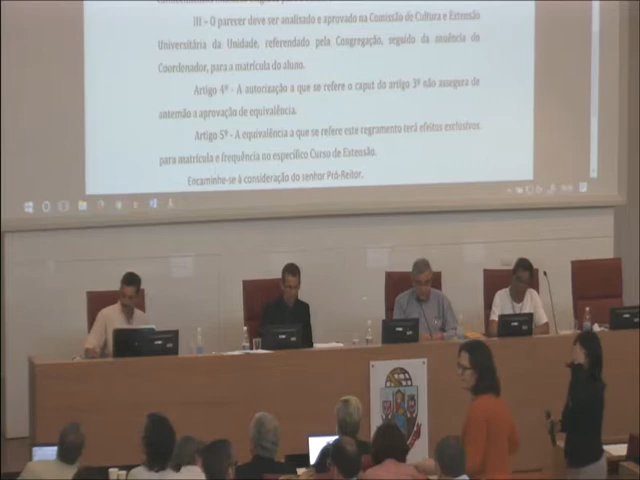 III – O parecer deve ser analisado e aprovado na Comissão de Cultura e Extensão
Universitária da Unidade, referendado pela Congregação, seguido da anuência do
Coordenador, para a matrícula do aluno.
Artigo 4º - A autorização a que se refere o caput do artigo 3º não assegura de
antemão a aprovação de equivalência.
Artigo 5º - A equivalência a que se refere este regramento terá efeitos exclusivos
para matrícula e frequência no específico Curso de Extensão.
Encaminhe-se à consideração do senhor Pró-Reitor.